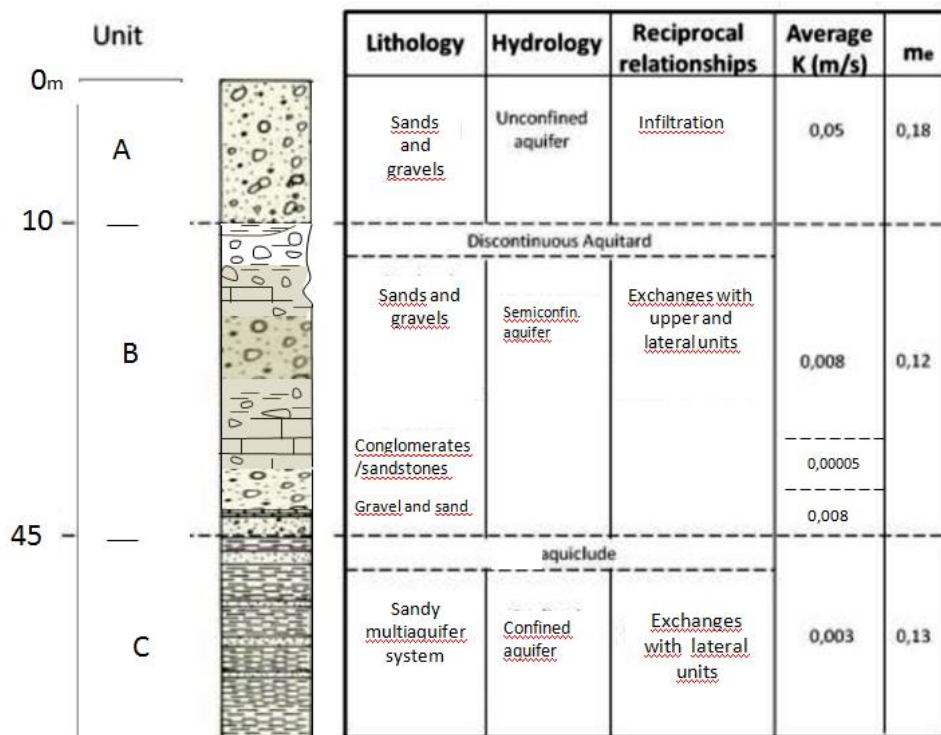 Unit
Lithology
Hydrology
Reciprocal
relationships
Average
K (m/s)
me
0m
A
Sands
and
gravels
Unconfined
aquifer
Infiltration
0,05
0,18
10
Discontinuous Aquitard
B
Sands and
gravels
Semiconfin.
aquifer
Exchanges with
upper and
lateral units
0,008
0,12
Conglomerates
/sandstones
0,00005
Gravel and sand
0,008
45
aquiclude
C
Sandy
multiaquifer
system
Confined
aquifer
Exchanges
with lateral
units
0,003
0,13